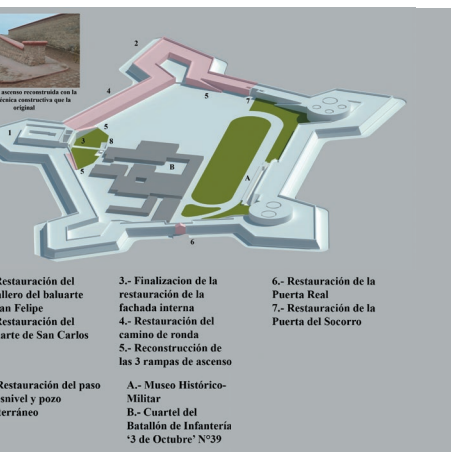 ascenso reconstruida con la
écnica constructiva que la
original
2
4
5
7
1
5
3
8
5
B
A
6
Restauración del
llero del baluarte
an Felipe
Restauración del
arte de San Carlos
3.- Finalizacion de la
restauración de la
fachada interna
4.- Restauración del
camino de ronda
5.- Reconstrucción de
las 3 rampas de ascenso
6.- Restauración de la
Puerta Real
7.- Restauración de la
Puerta del Socorro
Restauración del paso
snivel y pozo
terráneo
A.- Museo Histórico-
Militar
B.- Cuartel del
Batallón de Infantería
‘3 de Octubre’ N°39